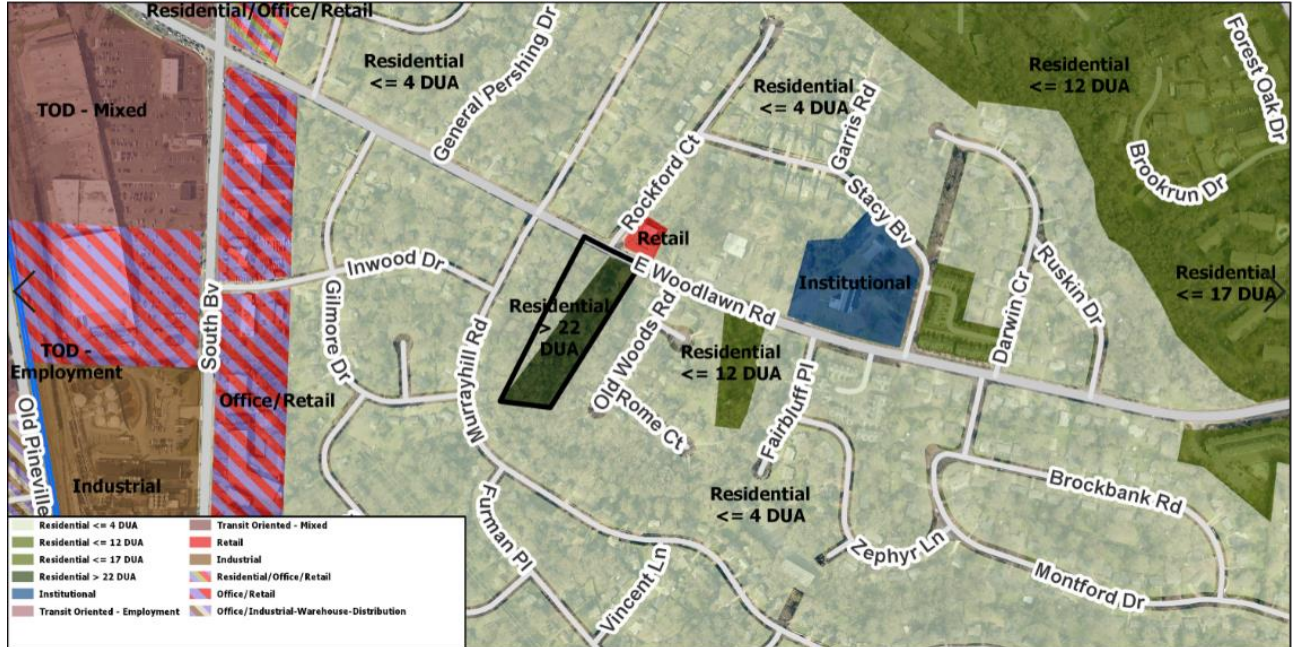 Residential/Office/Retail
Residential
<= 4 DUA
General Pershing Dr
TOD - Mixed
Residential
<= 4 DUA
Garris Rd
Residential
<= 12 DUA
Forest Oak Dr
Brookrun Dr
Rockford Ct
Stacy Bv
Retail
E Woodlawn Rd
Institutional
Ruskin Dr
Darwin Cr
Residential
<= 17 DUA
Inwood Dr
South Bv
Gilmore Dr
Murrayhill Rd
Residential
> 22
DUA
Old Woods Rd
Residential
<= 12 DUA
Fairbluff Pl
TOD -
Employment
Office/Retail
Rome Ct
Old Pineville
Industrial
Furman Pl
Residential
<= 4 DUA
Brockbank Rd
Zephyr Ln
Vincent Ln
Montford Dr
Residential <= 4 DUA
Residential <= 12 DUA
Residential <= 17 DUA
Residential > 22 DUA
Institutional
Transit Oriented - Employment
Transit Oriented - Mixed
Retail
Industrial
Residential/Office/Retail
Office/Retail
Office/Industrial-Warehouse-Distribution